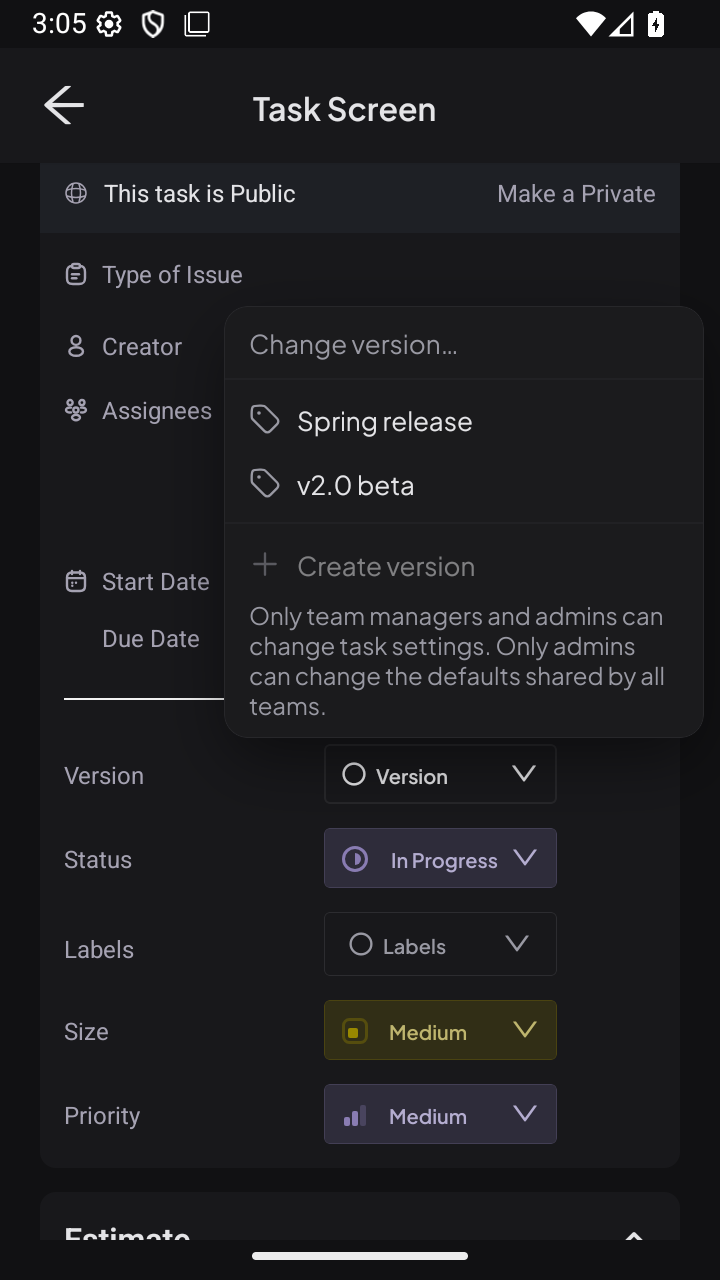 3:05
Task Screen
This task is Public Make a Private
Type of Issue
Change version...
Creator
Assignees
Spring release
v2.0 beta
Create version
Start Date
Only team managers and admins can
change task settings. Only admins
can change the defaults shared by all
teams.
Due Date
Version Version
Status In Progress
Labels Labels
Size Medium
Priority Medium
Estimate